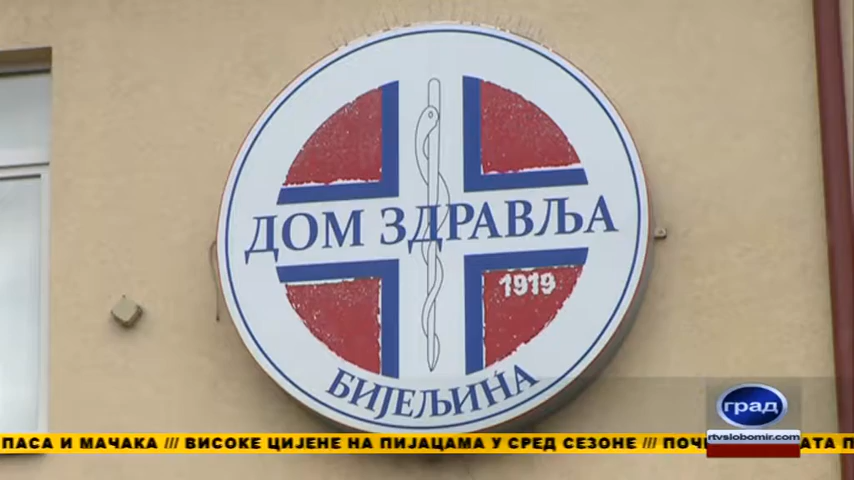 ДОМ ЗДРАВЉА
1919
БИЈЕЉИНА
град
rtvslobomir.com
ПАСА И МАЧАКА /// ВИСОКЕ ЦИЈЕНЕ НА ПИЈАЦАМА У СРЕД СЕЗОНЕ ///